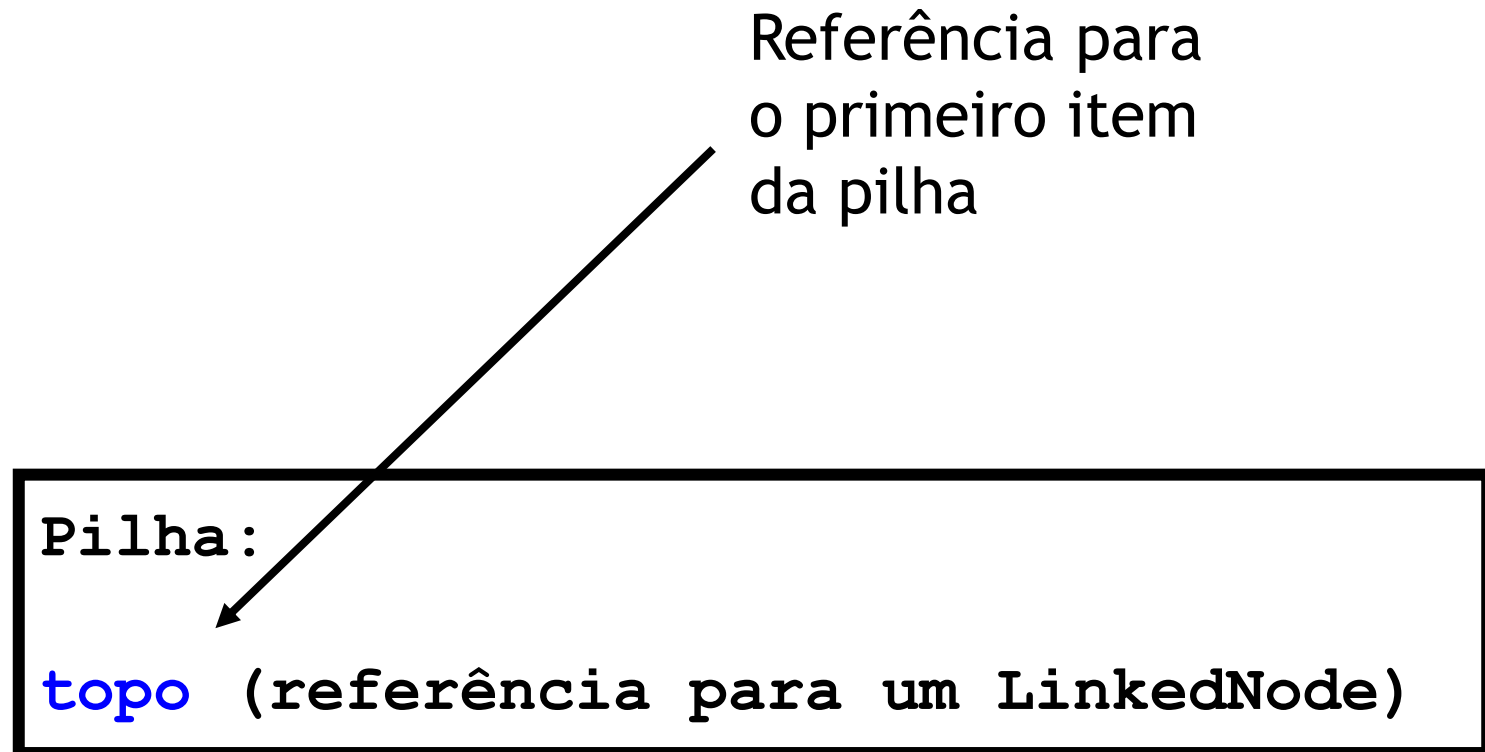 Referência para
o primeiro item
da pilha
Pilha:
topo (referência para um LinkedNode)